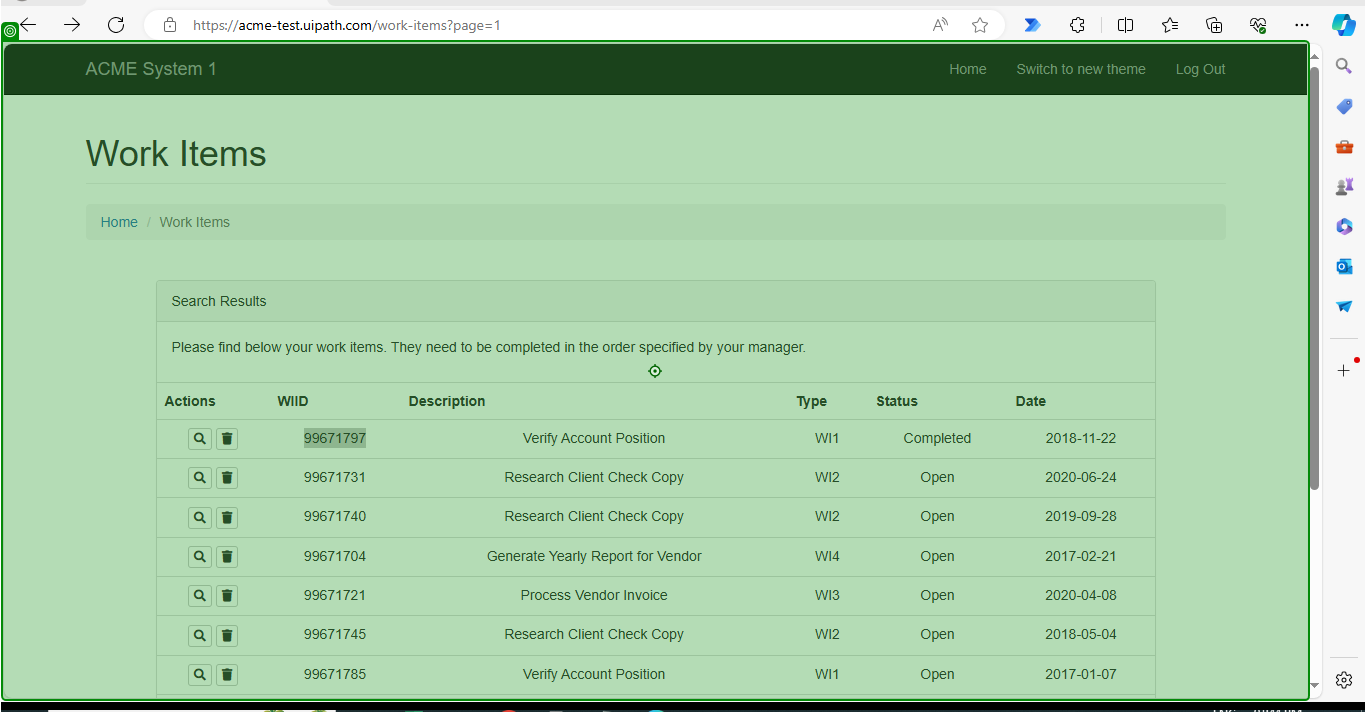 https://acme-test.uipath.com/work-items?page=1
ACME System 1 Home Switch to new theme Log Out
Work Items
Home / Work Items
Search Results
Please find below your work items. They need to be completed in the order specified by your manager.
Actions WIID Description Type Status Date
99671797 Verify Account Position WI1 Completed 2018-11-22
99671731 Research Client Check Copy WI2 Open 2020-06-24
99671740 Research Client Check Copy WI2 Open 2019-09-28
99671704 Generate Yearly Report for Vendor WI4 Open 2017-02-21
99671721 Process Vendor Invoice WI3 Open 2020-04-08
99671745 Research Client Check Copy WI2 Open 2018-05-04
99671785 Verify Account Position WI1 Open 2017-01-07